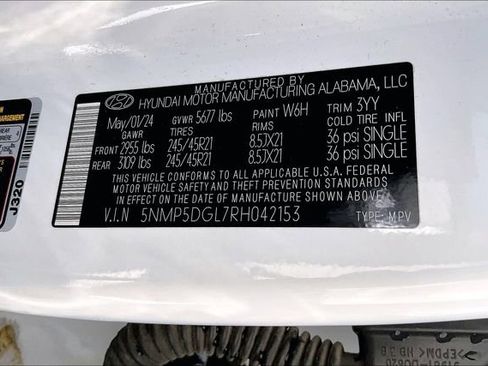 MANUFACTURED BY
HYUNDAI MOTOR MANUFACTURING ALABAMA, LLC
May/01/24 GVWR 5677 lbs PAINT W6H TRIM 3YY
GAWR TIRES RIMS COLD TIRE INFL
FRONT 2955 lbs 245/45R21 8.5JX21 36 psi SINGLE
REAR 3109 lbs 245/45R21 8.5JX21 36 psi SINGLE
THIS VEHICLE CONFORMS TO ALL APPLICABLE U.S.A. FEDERAL
MOTOR VEHICLE SAFETY AND THEFT PREVENTION STANDARDS IN
EFFECT ON THE DATE OF MANUFACTURE SHOWN ABOVE.
V.I.N 5NMP5DGL7RH042153 TYPE: MPV
J320
>EPDM< HB 3 B